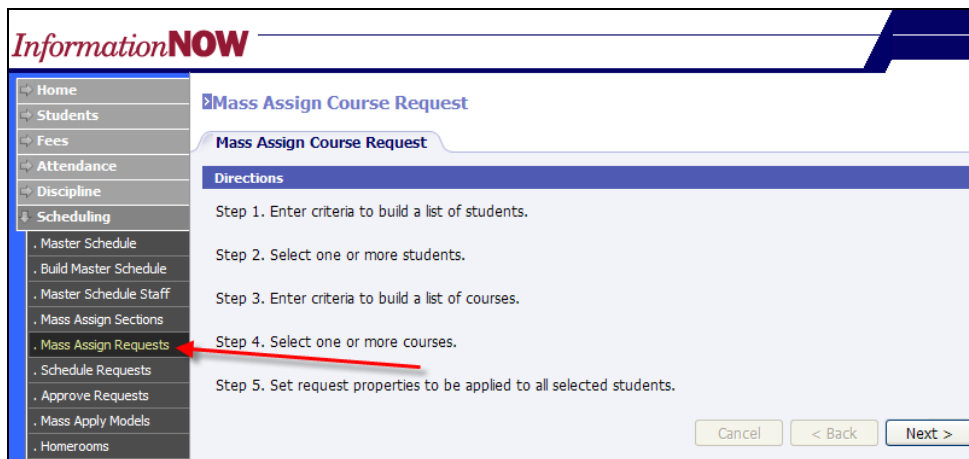 InformationNOW
Home
Students
Fees
Attendance
Discipline
Scheduling
. Master Schedule
. Build Master Schedule
. Master Schedule Staff
. Mass Assign Sections
. Mass Assign Requests
. Schedule Requests
. Approve Requests
. Mass Apply Models
. Homerooms
Mass Assign Course Request
Mass Assign Course Request
Directions
Step 1. Enter criteria to build a list of students.
Step 2. Select one or more students.
Step 3. Enter criteria to build a list of courses.
Step 4. Select one or more courses.
Step 5. Set request properties to be applied to all selected students.
Cancel < Back Next >